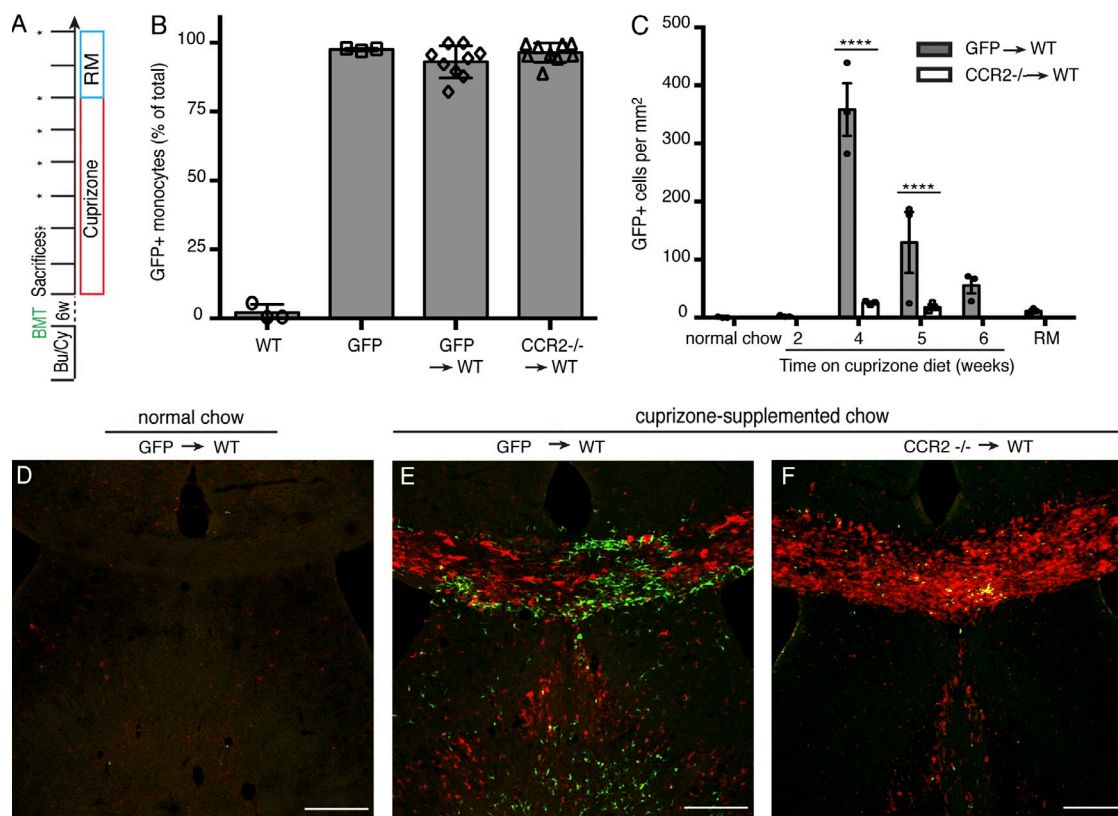 A
Bu/Cy
BMT
6w
Sacrifices
*
*
*
*
*
*
*
Cuprizone
RM
B
GFP+ monocytes (% of total)
100
75
50
25
0
WT
GFP
GFP
→ WT
CCR2-/-
→ WT
C
GFP+ cells per mm2
500
400
300
200
100
0
****
****
GFP → WT
CCR2-/- → WT
normal chow 2 4 5 6 RM
Time on cuprizone diet (weeks)
normal chow
GFP → WT
cuprizone-supplemented chow
GFP → WT
CCR2 -/- → WT
D
E
F